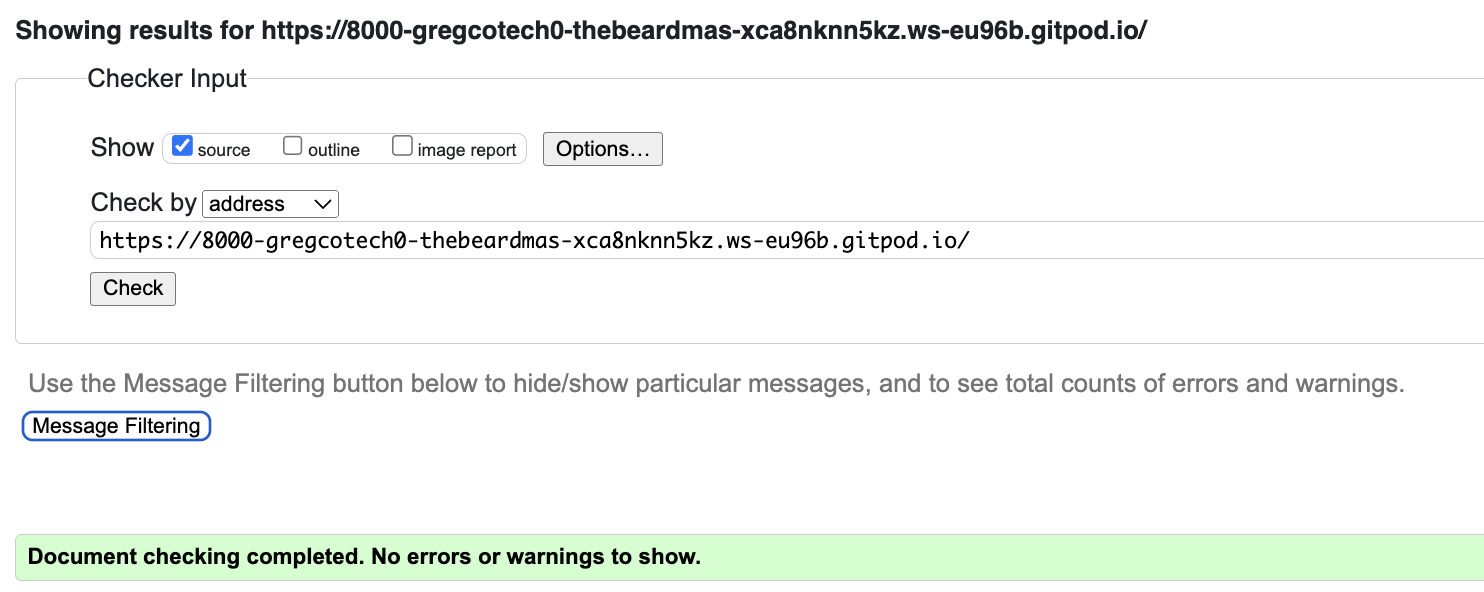 Showing results for https://8000-gregcotech0-thebeardmas-xca8nknn5kz.ws-eu96b.gitpod.io/
Checker Input
Show source outline image report Options...
Check by address
https://8000-gregcotech0-thebeardmas-xca8nknn5kz.ws-eu96b.gitpod.io/
Check
Use the Message Filtering button below to hide/show particular messages, and to see total counts of errors and warnings.
Message Filtering
Document checking completed. No errors or warnings to show.